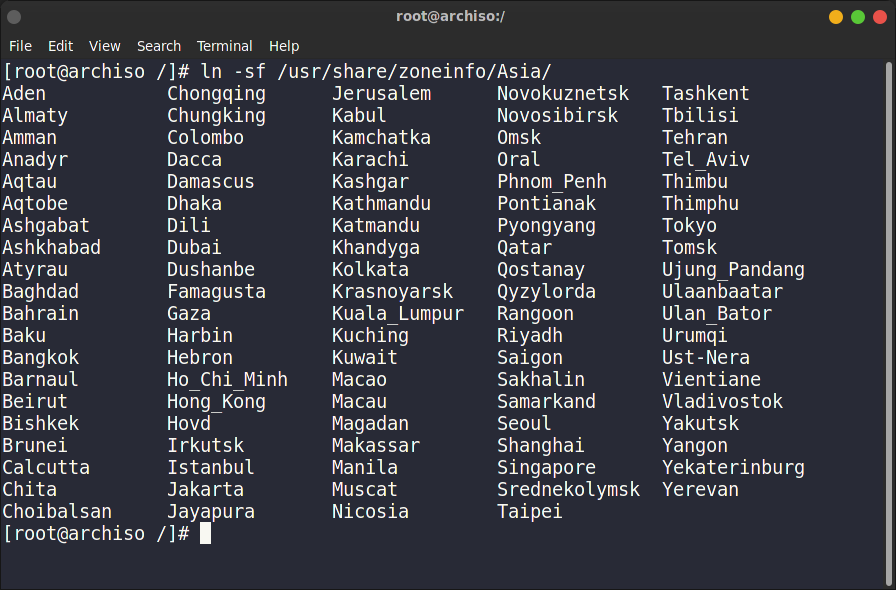 root@archiso:/
File Edit View Search Terminal Help
[root@archiso /]# ln -sf /usr/share/zoneinfo/Asia/
Aden Chongqing Jerusalem Novokuznetsk Tashkent
Almaty Chungking Kabul Novosibirsk Tbilisi
Amman Colombo Kamchatka Omsk Tehran
Anadyr Dacca Karachi Oral Tel_Aviv
Aqtau Damascus Kashgar Phnom_Penh Thimbu
Aqtobe Dhaka Kathmandu Pontianak Thimphu
Ashgabat Dili Katmandu Pyongyang Tokyo
Ashkhabad Dubai Khandyga Qatar Tomsk
Atyrau Dushanbe Kolkata Qostanay Ujung_Pandang
Baghdad Famagusta Krasnoyarsk Qyzylorda Ulaanbaatar
Bahrain Gaza Kuala_Lumpur Rangoon Ulan_Bator
Baku Harbin Kuching Riyadh Urumqi
Bangkok Hebron Kuwait Saigon Ust-Nera
Barnaul Ho_Chi_Minh Macao Sakhalin Vientiane
Beirut Hong_Kong Macau Samarkand Vladivostok
Bishkek Hovd Magadan Seoul Yakutsk
Brunei Irkutsk Makassar Shanghai Yangon
Calcutta Istanbul Manila Singapore Yekaterinburg
Chita Jakarta Muscat Srednekolymsk Yerevan
Choibalsan Jayapura Nicosia Taipei
[root@archiso /]#